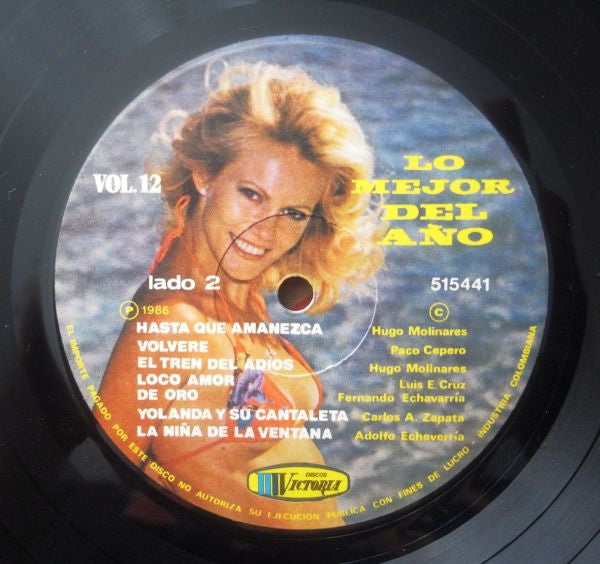 VOL. 12
LO
MEJOR
DEL
AÑO
lado 2
515441
Ⓟ 1986
©
HASTA QUE AMANEZCA Hugo Molinares
VOLVERE Paco Cepero
EL TREN DEL ADIOS Hugo Molinares
LOCO AMOR Luis E. Cruz
DE ORO Fernando Echavarría
YOLANDA Y SU CANTALETA Carlos A. Zapata
LA NIÑA DE LA VENTANA Adolfo Echeverría
DISCOS
VICTORIA
EL IMPORTE PAGADO POR ESTE DISCO NO AUTORIZA SU EJECUCION PUBLICA CON FINES DE LUCRO INDUSTRIA COLOMBIANA